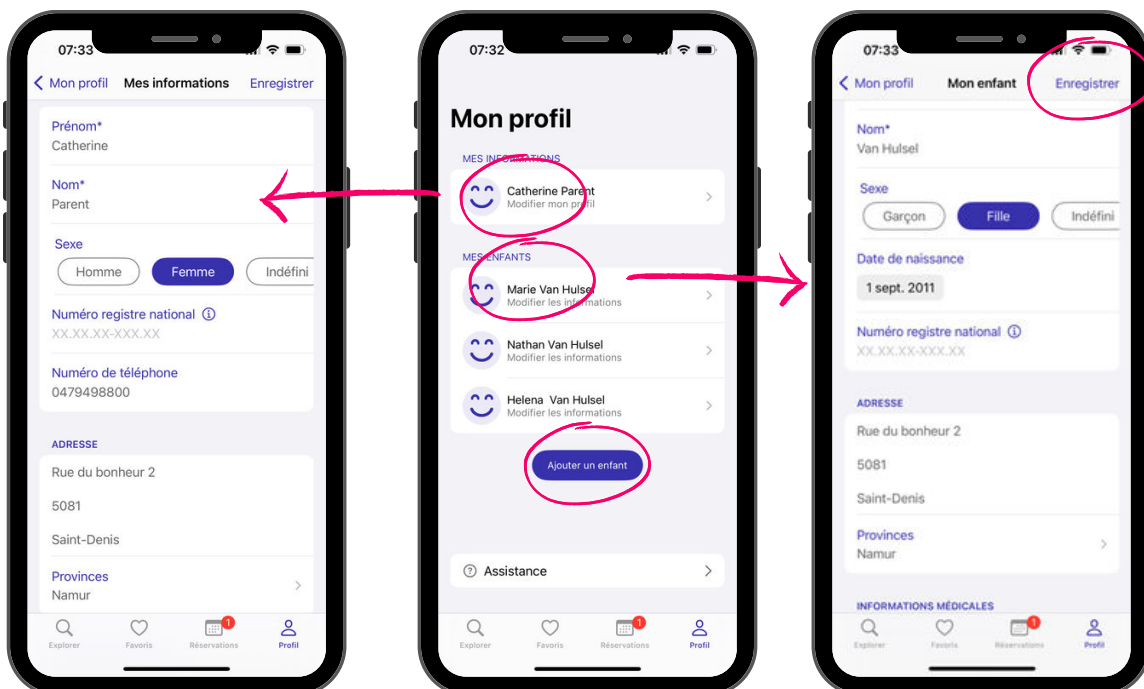 07:33
Mon profil Mes informations Enregistrer
Prénom*
Catherine
Nom*
Parent
Sexe
Homme Femme Indéfini
Numéro registre national
XX.XX.XX-XXX.XX
Numéro de téléphone
0479498800
ADRESSE
Rue du bonheur 2
5081
Saint-Denis
Provinces
Namur
1
Explorer Favoris Réservations Profil
07:32
Mon profil
MES INFORMATIONS
Catherine Parent
Modifier mon profil
MES ENFANTS
Marie Van Hulsel
Modifier les informations
Nathan Van Hulsel
Modifier les informations
Helena Van Hulsel
Modifier les informations
Ajouter un enfant
? Assistance
1
Explorer Favoris Réservations Profil
07:33
Mon profil Mon enfant Enregistrer
Nom*
Van Hulsel
Sexe
Garçon Fille Indéfini
Date de naissance
1 sept. 2011
Numéro registre national
XX.XX.XX-XXX.XX
ADRESSE
Rue du bonheur 2
5081
Saint-Denis
Provinces
Namur
INFORMATIONS MÉDICALES
1
Explorer Favoris Réservations Profil